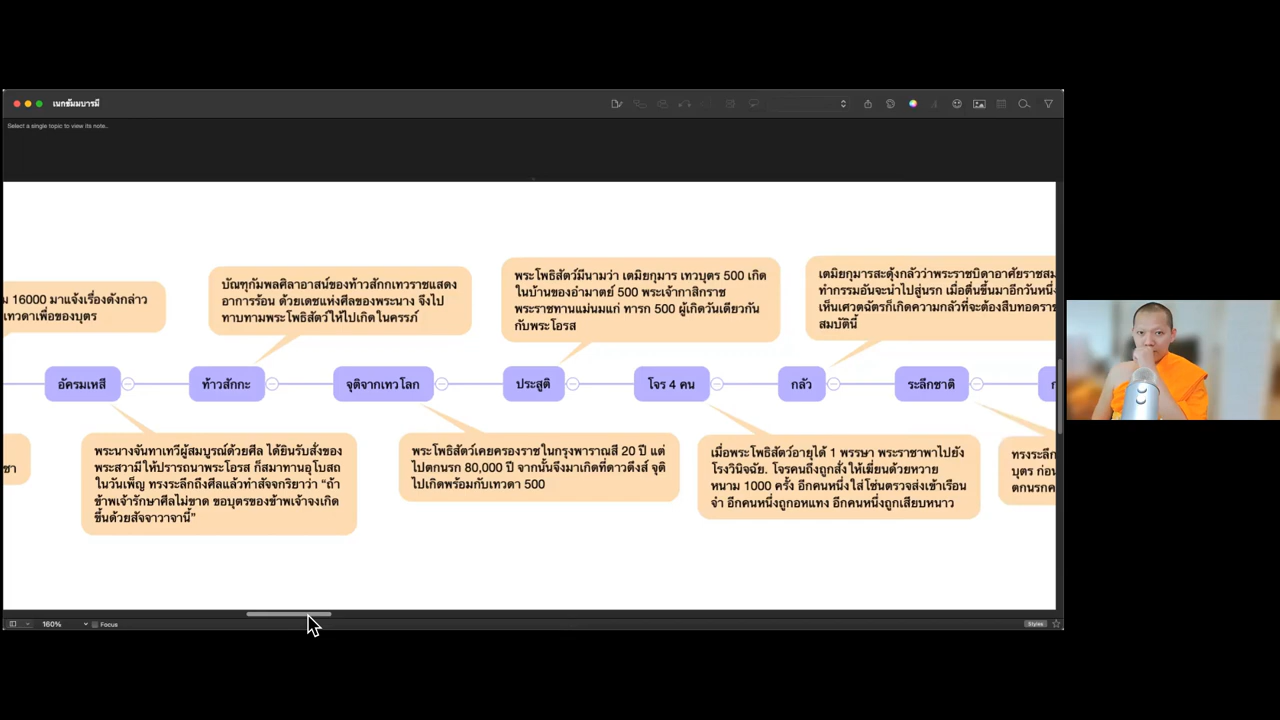 เนกขัมมบารมี
Select a single topic to view its note..
ม 16000 มาแจ้งเรื่องดังกล่าว
เทวดาเพื่อของบุตร
บัณฑุกัมพลศิลาอาสน์ของท้าวสักกเทวราชแสดง
อาการร้อน ด้วยเดชแห่งศีลของพระนาง จึงไป
ทาบทามพระโพธิสัตว์ให้ไปเกิดในครรภ์
พระโพธิสัตว์มีนามว่า เตมิยกุมาร เทวบุตร 500 เกิด
ในบ้านของอำมาตย์ 500 พระเจ้ากาสิกราช
พระราชทานแม่นมแก่ ทารก 500 ผู้เกิดวันเดียวกัน
กับพระโอรส
เตมิยกุมารสะดุ้งกลัวว่าพระราชบิดาอาศัยราชสม
ทำกรรมอันจะนำไปสู่นรก เมื่อตื่นขึ้นมาอีกวันหนึ่ง
เห็นเศวตฉัตรก็เกิดความกลัวที่จะต้องสืบทอดราช
สมบัตินี้
อัครมเหสี
ท้าวสักกะ
จุติจากเทวโลก
ประสูติ
โจร 4 คน
กลัว
ระลึกชาติ
ก
ชา
พระนางจันทาเทวีผู้สมบูรณ์ด้วยศีล ได้ยินรับสั่งของ
พระสวามีให้ปรารถนาพระโอรส ก็สมาทานอุโบสถ
ในวันเพ็ญ ทรงระลึกถึงศีลแล้วทำสัจจกริยาว่า “ถ้า
ข้าพเจ้ารักษาศีลไม่ขาด ขอบุตรของข้าพเจ้าจงเกิด
ขึ้นด้วยสัจจาวาจานี้”
พระโพธิสัตว์เคยครองราชในกรุงพาราณสี 20 ปี แต่
ไปตกนรก 80,000 ปี จากนั้นจึงมาเกิดที่ดาวดึงส์ จุติ
ไปเกิดพร้อมกับเทวดา 500
เมื่อพระโพธิสัตว์อายุได้ 1 พรรษา พระราชาพาไปยัง
โรงวินิจฉัย. โจรคนถึงถูกสั่งให้เฆี่ยนด้วยหวาย
หนาม 1000 ครั้ง อีกคนหนึ่งใส่โซ่นตรวจส่งเข้าเรือน
จำ อีกคนหนึ่งถูกอหแทง อีกคนหนึ่งถูกเสียบหนาว
ทรงระลึก
บุตร ก่อน
ตกนรกค
160%
Focus
Styles